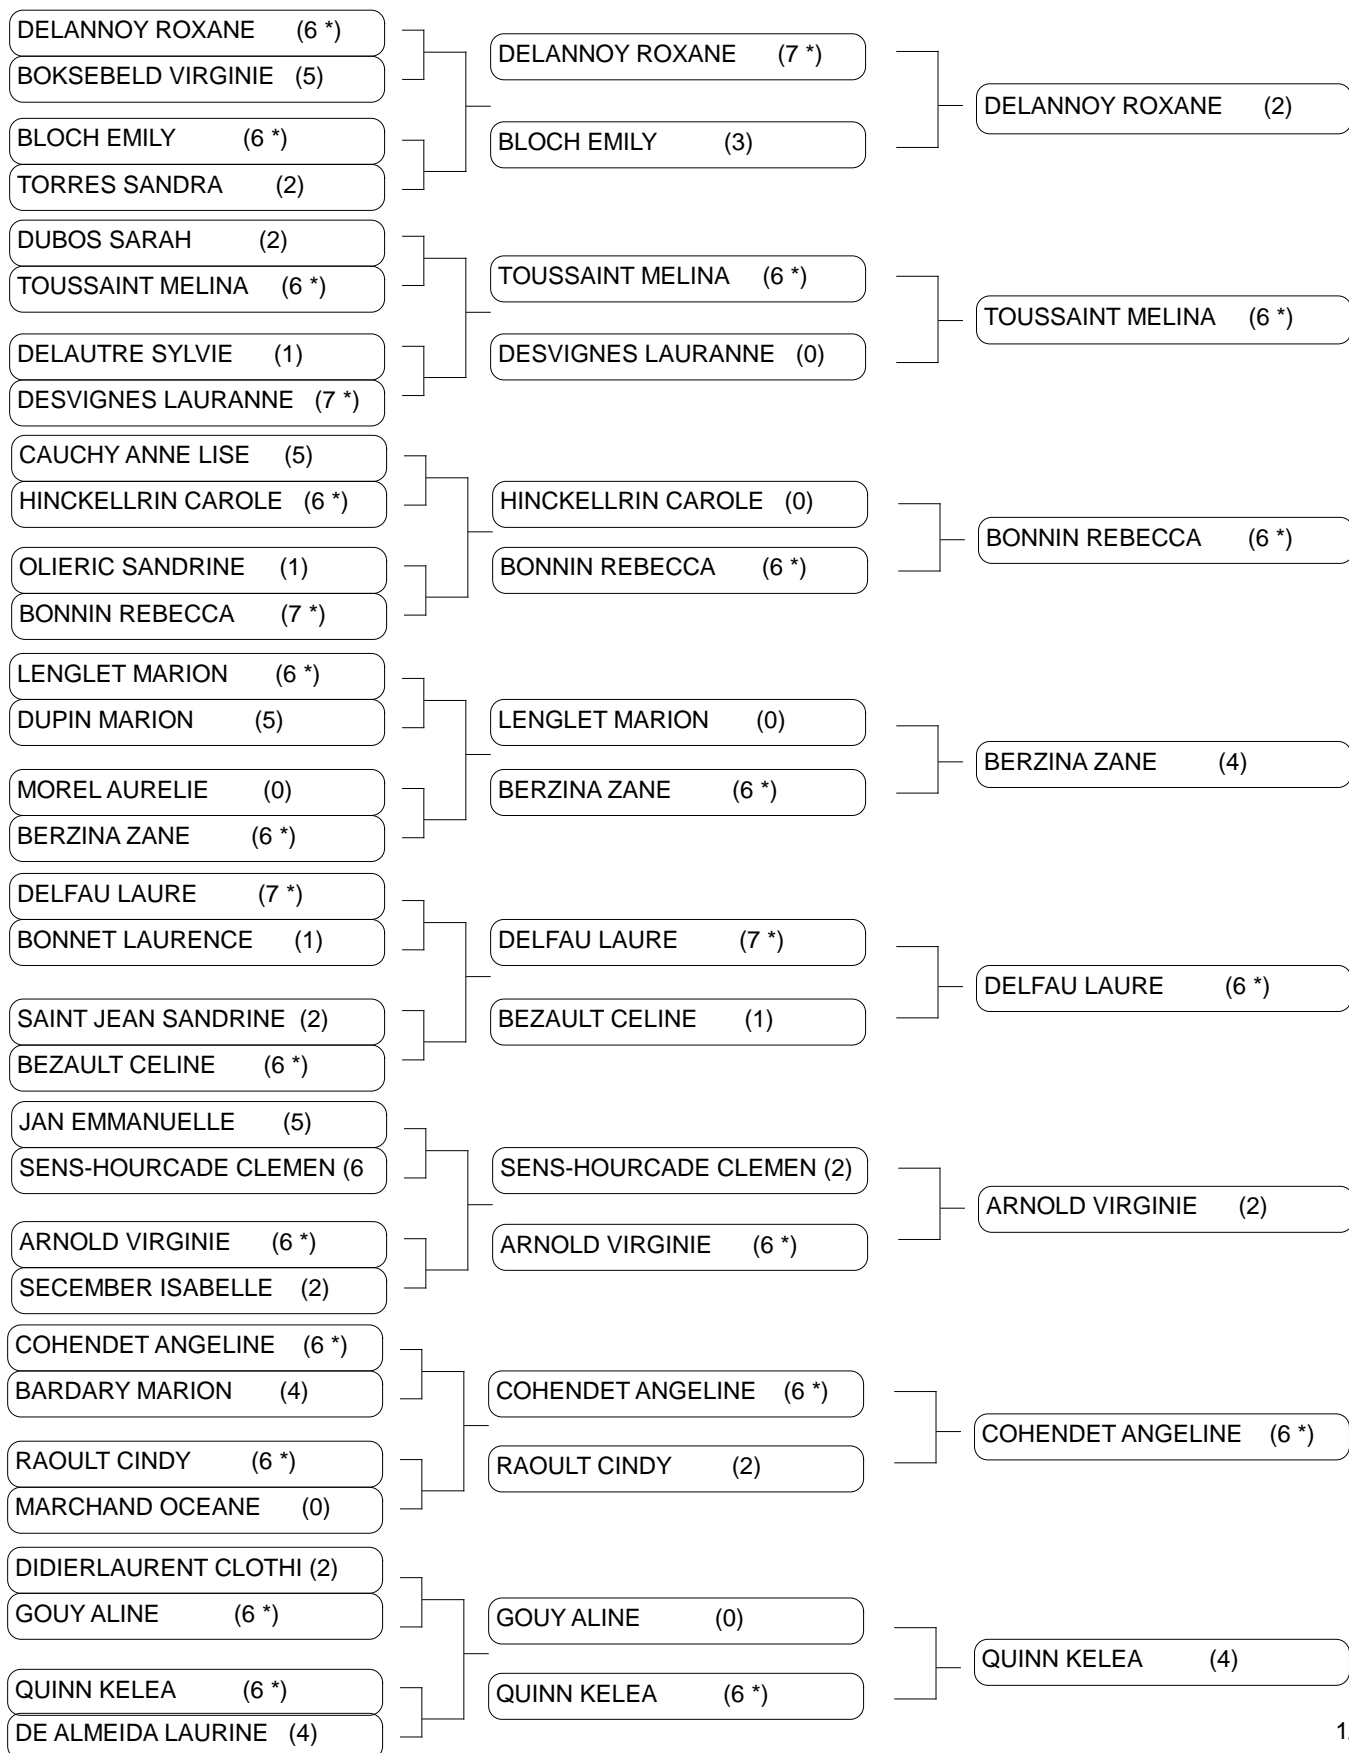 DELANNOY ROXANE (6 *)
BOKSEBELD VIRGINIE (5)
BLOCH EMILY (6 *)
TORRES SANDRA (2)
DUBOS SARAH (2)
TOUSSAINT MELINA (6 *)
DELAUTRE SYLVIE (1)
DESVIGNES LAURANNE (7 *)
CAUCHY ANNE LISE (5)
HINCKELLRIN CAROLE (6 *)
OLIERIC SANDRINE (1)
BONNIN REBECCA (7 *)
LENGLET MARION (6 *)
DUPIN MARION (5)
MOREL AURELIE (0)
BERZINA ZANE (6 *)
DELFAU LAURE (7 *)
BONNET LAURENCE (1)
SAINT JEAN SANDRINE (2)
BEZAULT CELINE (6 *)
JAN EMMANUELLE (5)
SENS-HOURCADE CLEMEN (6
ARNOLD VIRGINIE (6 *)
SECEMBER ISABELLE (2)
COHENDET ANGELINE (6 *)
BARDARY MARION (4)
RAOULT CINDY (6 *)
MARCHAND OCEANE (0)
DIDIERLAURENT CLOTHI (2)
GOUY ALINE (6 *)
QUINN KELEA (6 *)
DE ALMEIDA LAURINE (4)
DELANNOY ROXANE (7 *)
BLOCH EMILY (3)
TOUSSAINT MELINA (6 *)
DESVIGNES LAURANNE (0)
HINCKELLRIN CAROLE (0)
BONNIN REBECCA (6 *)
LENGLET MARION (0)
BERZINA ZANE (6 *)
DELFAU LAURE (7 *)
BEZAULT CELINE (1)
SENS-HOURCADE CLEMEN (2)
ARNOLD VIRGINIE (6 *)
COHENDET ANGELINE (6 *)
RAOULT CINDY (2)
GOUY ALINE (0)
QUINN KELEA (6 *)
DELANNOY ROXANE (2)
TOUSSAINT MELINA (6 *)
BONNIN REBECCA (6 *)
BERZINA ZANE (4)
DELFAU LAURE (6 *)
ARNOLD VIRGINIE (2)
COHENDET ANGELINE (6 *)
QUINN KELEA (4)